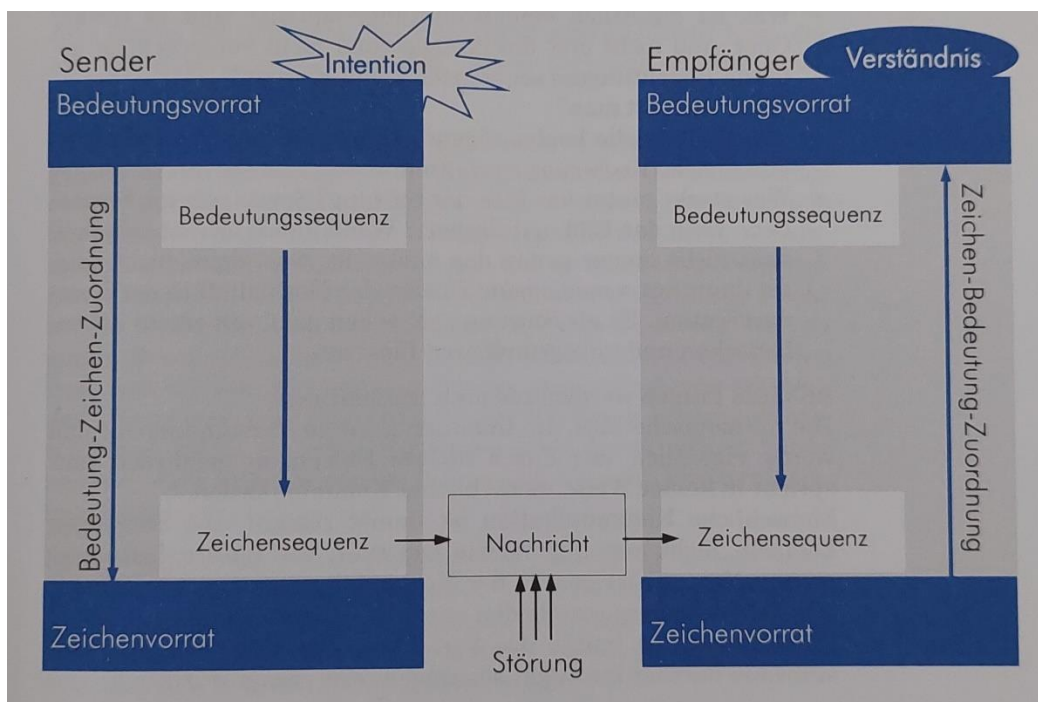 Sender
Intention
Bedeutungsvorrat
Bedeutung-Zeichen-Zuordnung
Bedeutungssequenz
Zeichensequenz
Zeichenvorrat
Nachricht
Störung
Empfänger
Verständnis
Bedeutungsvorrat
Bedeutungssequenz
Zeichen-Bedeutung-Zuordnung
Zeichensequenz
Zeichenvorrat